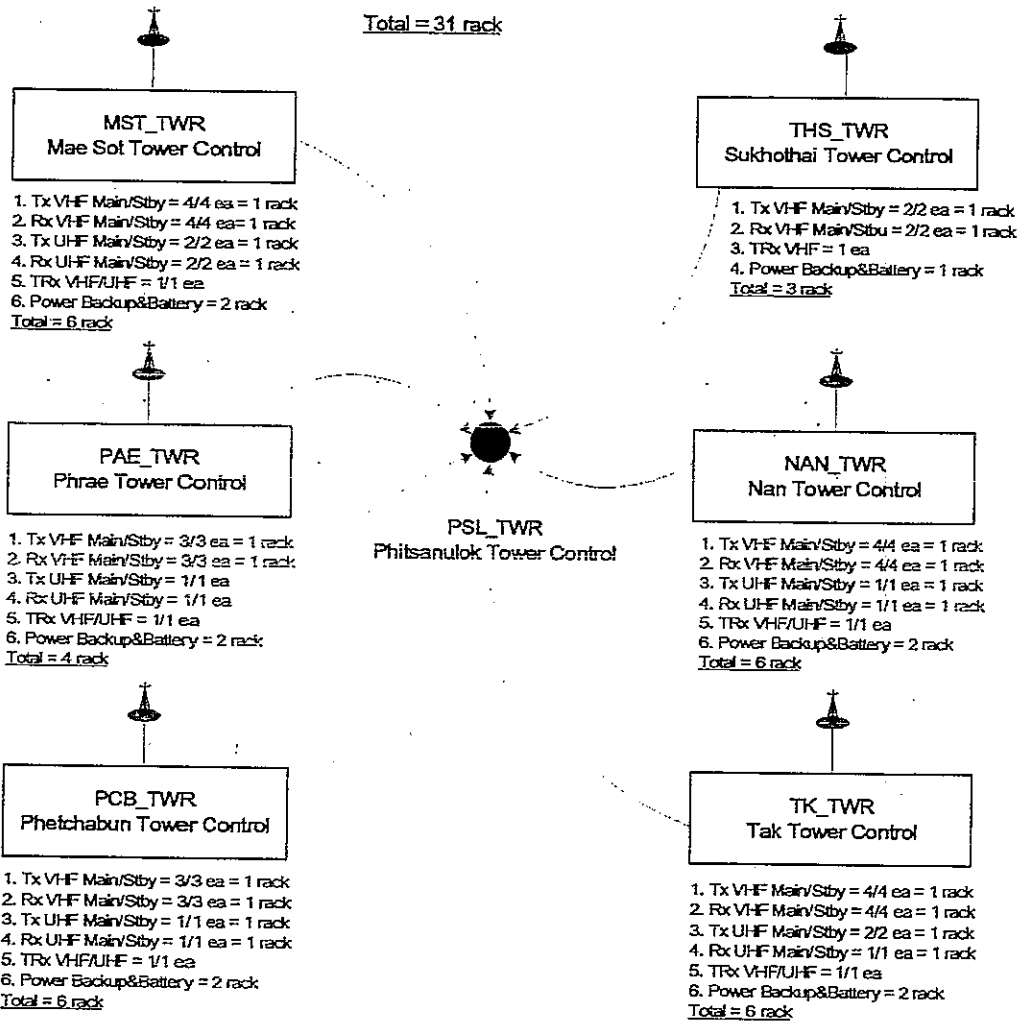 Total = 31 rack
MST_TWR
Mae Sot Tower Control
1. Tx VHF Main/Stby = 4/4 ea = 1 rack
2. Rx VHF Main/Stby = 4/4 ea= 1 rack
3. Tx UHF Main/Stby = 2/2 ea = 1 rack
4. Rx UHF Main/Stby = 2/2 ea = 1 rack
5. TRx VHF/UHF = 1/1 ea
6. Power Backup&Battery = 2 rack
Total = 6 rack
THS_TWR
Sukhothai Tower Control
1. Tx VHF Main/Stby = 2/2 ea = 1 rack
2. Rx VHF Main/Stbu = 2/2 ea = 1 rack
3. TRx VHF = 1 ea
4. Power Backup&Battery = 1 rack
Total = 3 rack
PAE_TWR
Phrae Tower Control
1. Tx VHF Main/Stby = 3/3 ea = 1 rack
2. Rx VHF Main/Stby = 3/3 ea = 1 rack
3. Tx UHF Main/Stby = 1/1 ea
4. Rx UHF Main/Stby = 1/1 ea
5. TRx VHF/UHF = 1/1 ea
6. Power Backup&Battery = 2 rack
Total = 4 rack
PSL_TWR
Phitsanulok Tower Control
NAN_TWR
Nan Tower Control
1. Tx VHF Main/Stby = 4/4 ea = 1 rack
2. Rx VHF Main/Stby = 4/4 ea = 1 rack
3. Tx UHF Main/Stby = 1/1 ea = 1 rack
4. Rx UHF Main/Stby = 1/1 ea = 1 rack
5. TRx VHF/UHF = 1/1 ea
6. Power Backup&Battery = 2 rack
Total = 6 rack
PCB_TWR
Phetchabun Tower Control
1. Tx VHF Main/Stby = 3/3 ea = 1 rack
2. Rx VHF Main/Stby = 3/3 ea = 1 rack
3. Tx UHF Main/Stby = 1/1 ea = 1 rack
4. Rx UHF Main/Stby = 1/1 ea = 1 rack
5. TRx VHF/UHF = 1/1 ea
6. Power Backup&Battery = 2 rack
Total = 6 rack
TK_TWR
Tak Tower Control
1. Tx VHF Main/Stby = 4/4 ea = 1 rack
2. Rx VHF Main/Stby = 4/4 ea = 1 rack
3. Tx UHF Main/Stby = 2/2 ea = 1 rack
4. Rx UHF Main/Stby = 1/1 ea = 1 rack
5. TRx VHF/UHF = 1/1 ea
6. Power Backup&Battery = 2 rack
Total = 6 rack